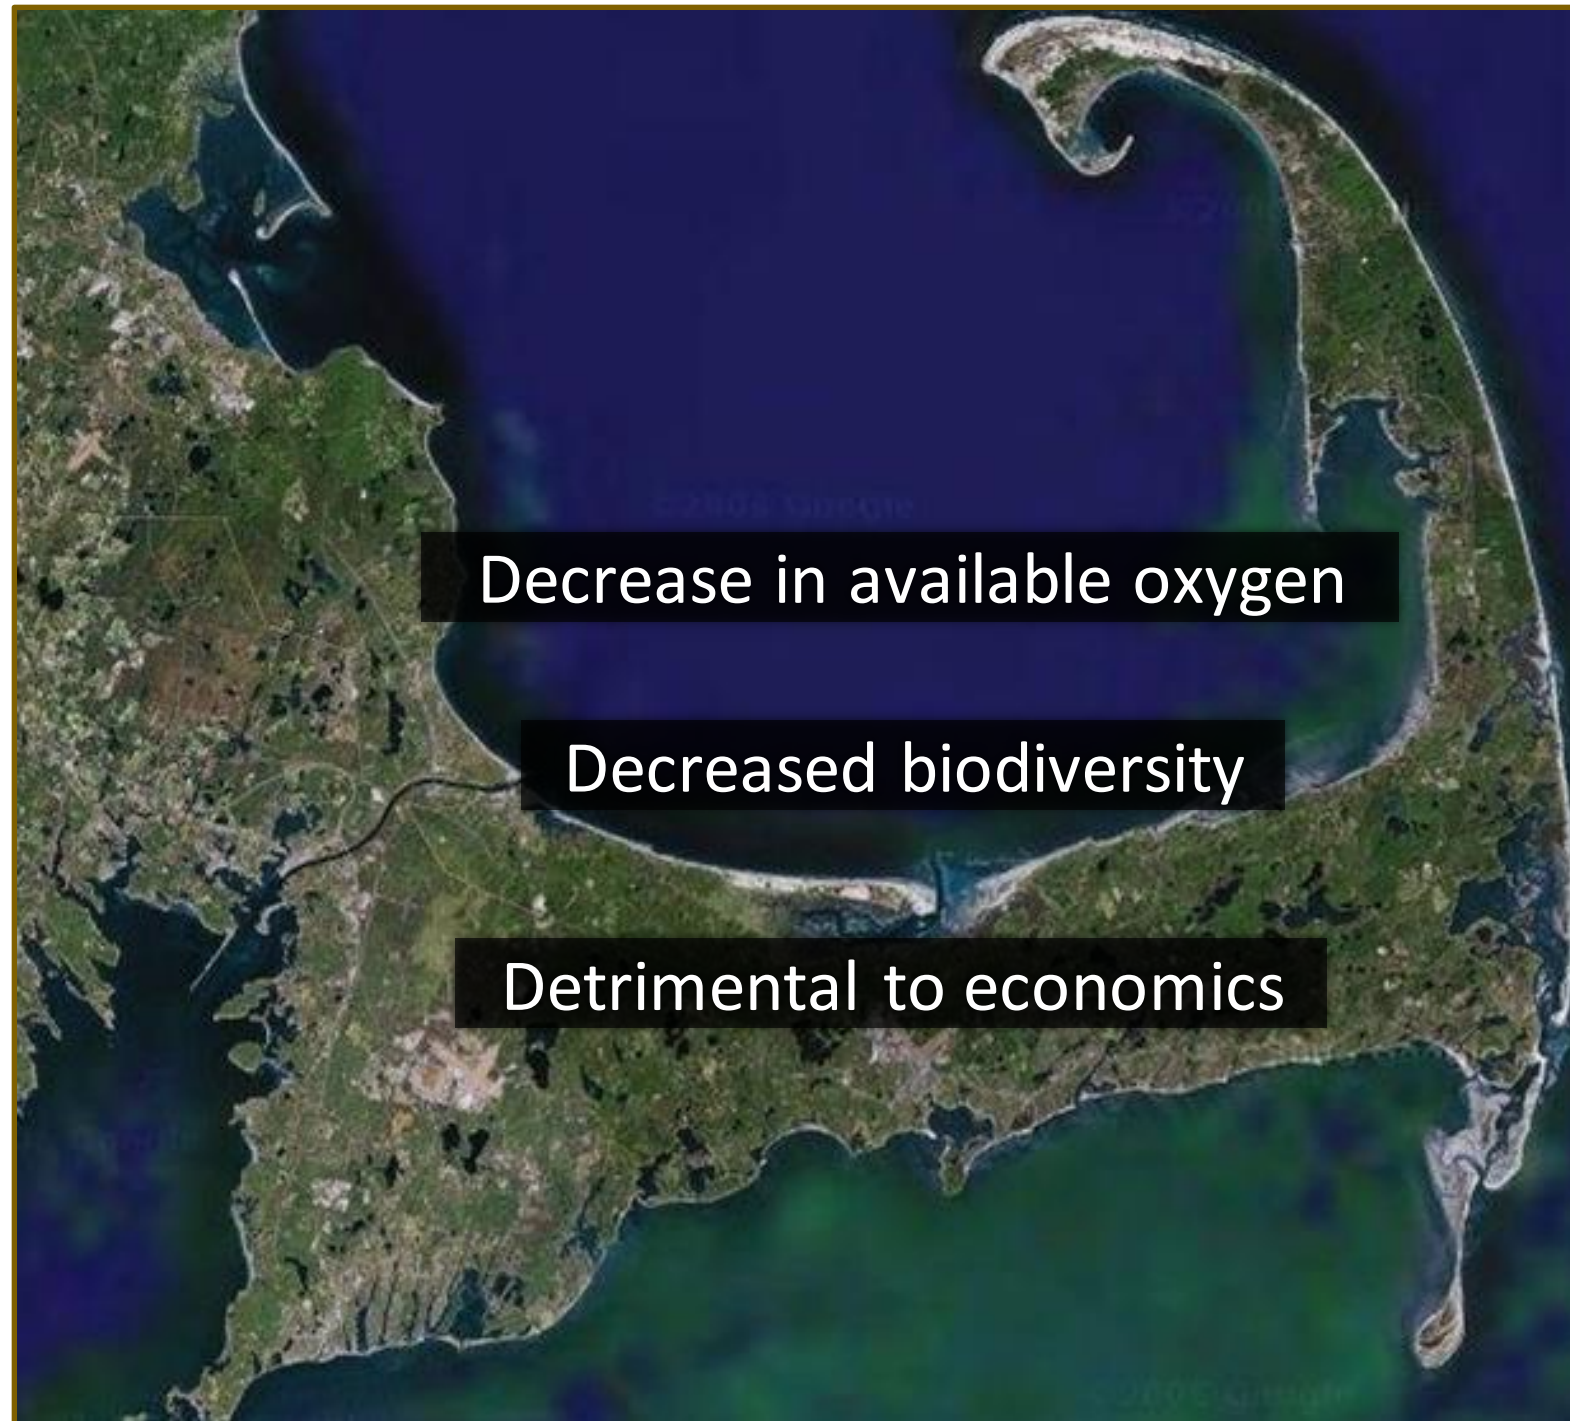 Decrease in available oxygen
Decreased biodiversity
Detrimental to economics